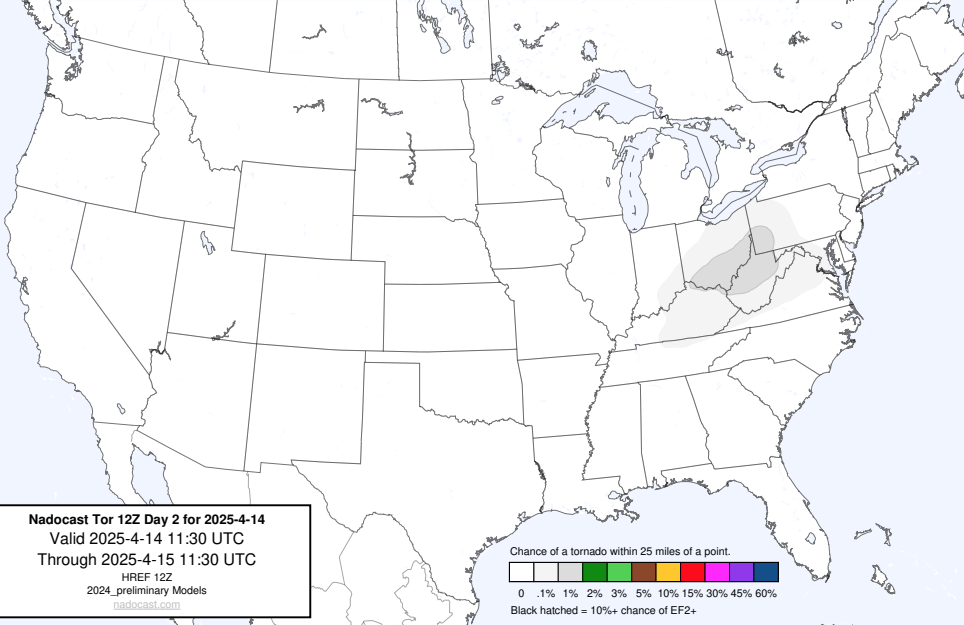 Nadocast Tor 12Z Day 2 for 2025-4-14
Valid 2025-4-14 11:30 UTC
Through 2025-4-15 11:30 UTC
HREF 12Z
2024_preliminary Models
nadocast.com
Chance of a tornado within 25 miles of a point.
0 .1% 1% 2% 3% 5% 10% 15% 30% 45% 60%
Black hatched = 10%+ chance of EF2+